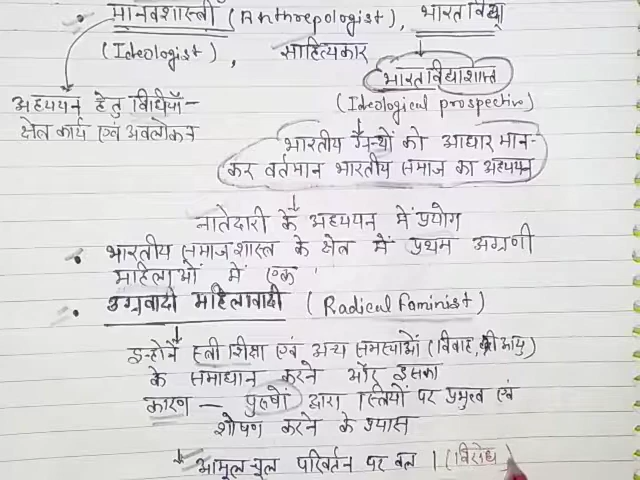 • मानवशास्त्री (Anthropologist), भारतविद्
(Ideologist), साहित्यकार
भारतविद्याशास्त्र
अध्ययन हेतु विधियाँ – (Ideological prospective)
क्षेत्र कार्य एवं अवलोकन
भारतीय ग्रन्थों को आधार मान-
कर वर्तमान भारतीय समाज का अध्ययन
नातेदारी के अध्ययन में प्रयोग
• भारतीय समाजशास्त्र के क्षेत्र में प्रथम अग्रणी
महिलाओं में एक
• उग्रवादी महिलावादी (Radical Feminist)
इन्होंने स्त्री शिक्षा एवं अन्य समस्याओं (विवाह, की आयु)
के समाधान करने और इसका
कारण – पुरुषों द्वारा स्त्रियों पर प्रभुत्व एवं
शोषण करने के प्रयास
आमूल-चूल परिवर्तन पर बल । (विरोध